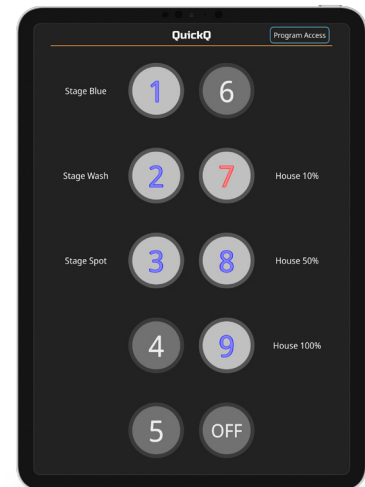 QuickQ Program Access
Stage Blue 1 6
Stage Wash 2 7 House 10%
Stage Spot 3 8 House 50%
4 9 House 100%
5 OFF